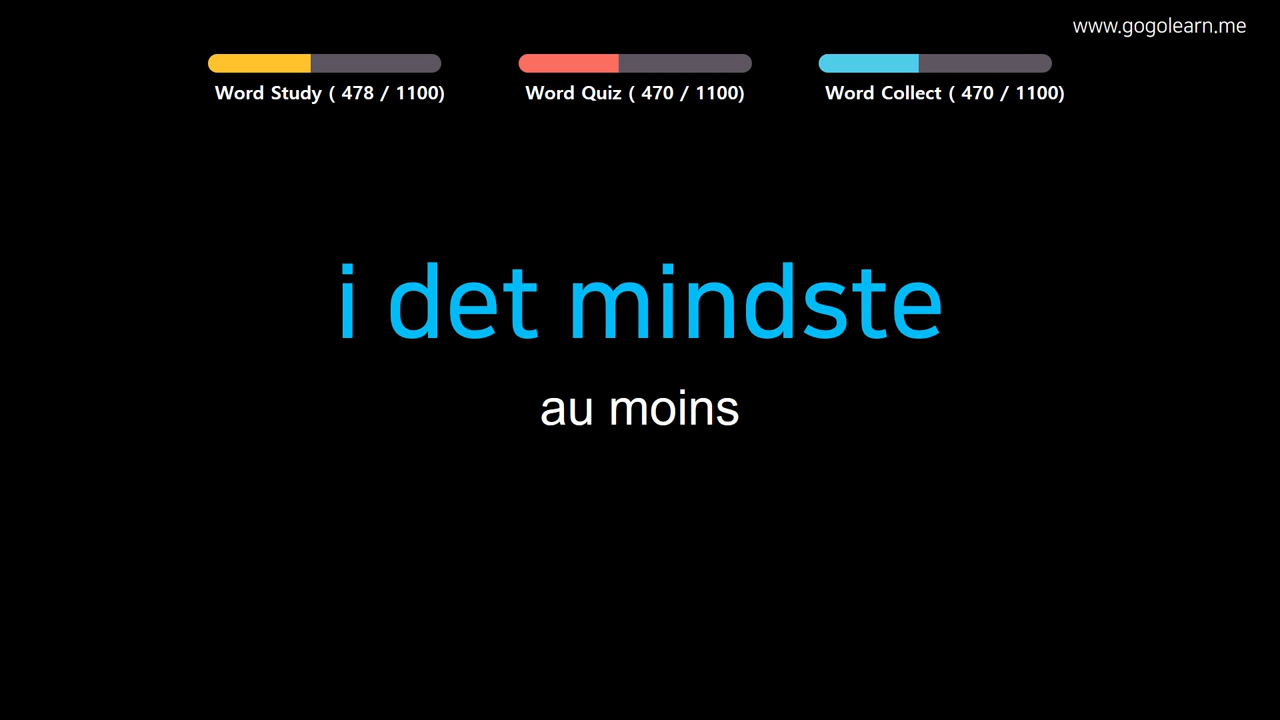 www.gogolearn.me
Word Study ( 478 / 1100)
Word Quiz ( 470 / 1100)
Word Collect ( 470 / 1100)
i det mindste
au moins